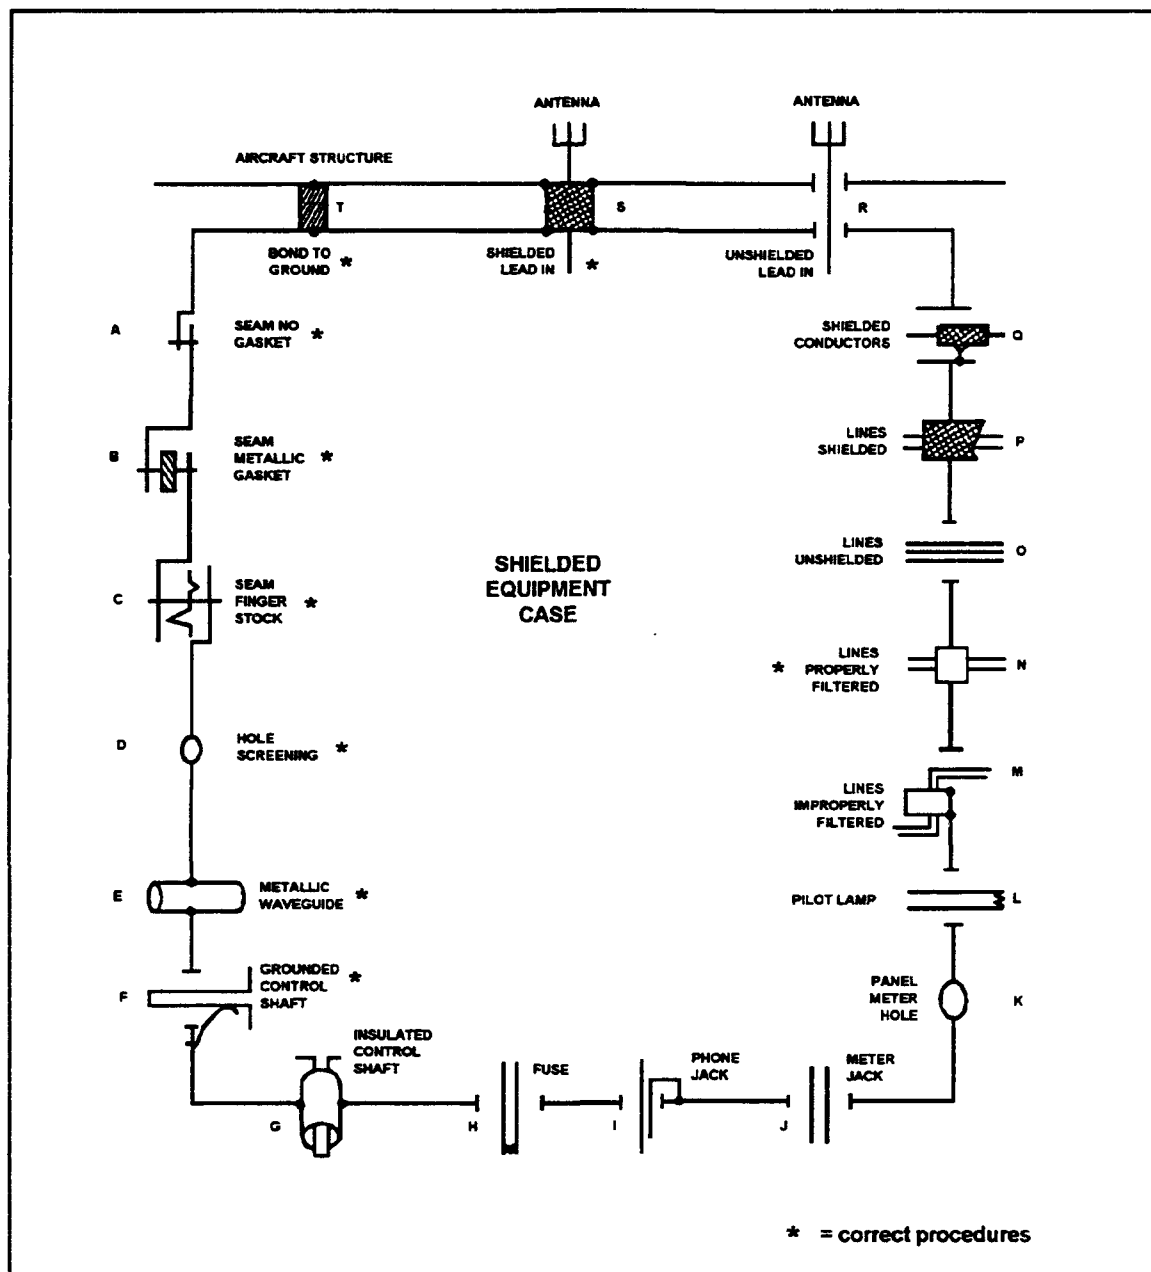 ANTENNA
ANTENNA
AIRCRAFT STRUCTURE
T
S
R
BOND TO
GROUND *
SHIELDED
LEAD IN *
UNSHIELDED
LEAD IN
A
SEAM NO
GASKET *
SHIELDED
CONDUCTORS
Q
B
SEAM
METALLIC *
GASKET
LINES
SHIELDED
P
C
SEAM
FINGER *
STOCK
SHIELDED
EQUIPMENT
CASE
LINES
UNSHIELDED
O
LINES
* PROPERLY
FILTERED
N
D
HOLE
SCREENING *
LINES
IMPROPERLY
FILTERED
M
E
METALLIC
WAVEGUIDE *
PILOT LAMP
L
F
GROUNDED
CONTROL *
SHAFT
PANEL
METER
HOLE
K
INSULATED
CONTROL
SHAFT
G
FUSE
H
PHONE
JACK
I
METER
JACK
J
* = correct procedures